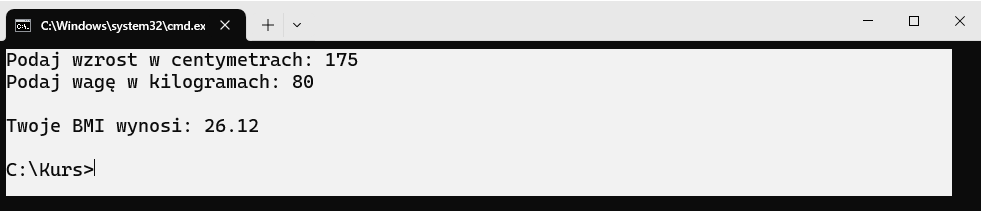 C:\Windows\system32\cmd.ex
Podaj wzrost w centymetrach: 175
Podaj wagę w kilogramach: 80
Twoje BMI wynosi: 26.12
C:\Kurs>